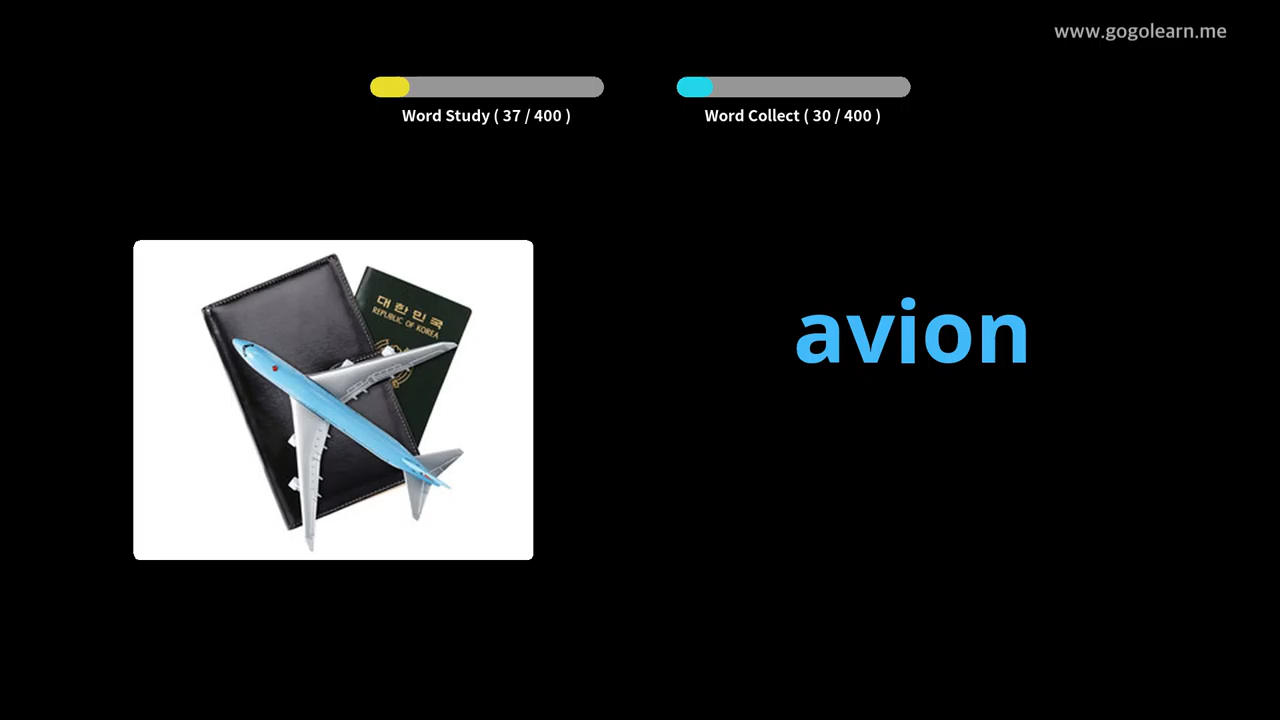 www.gogolearn.me
Word Study ( 37 / 400 )
Word Collect ( 30 / 400 )
대한민국
REPUBLIC OF KOREA
avion